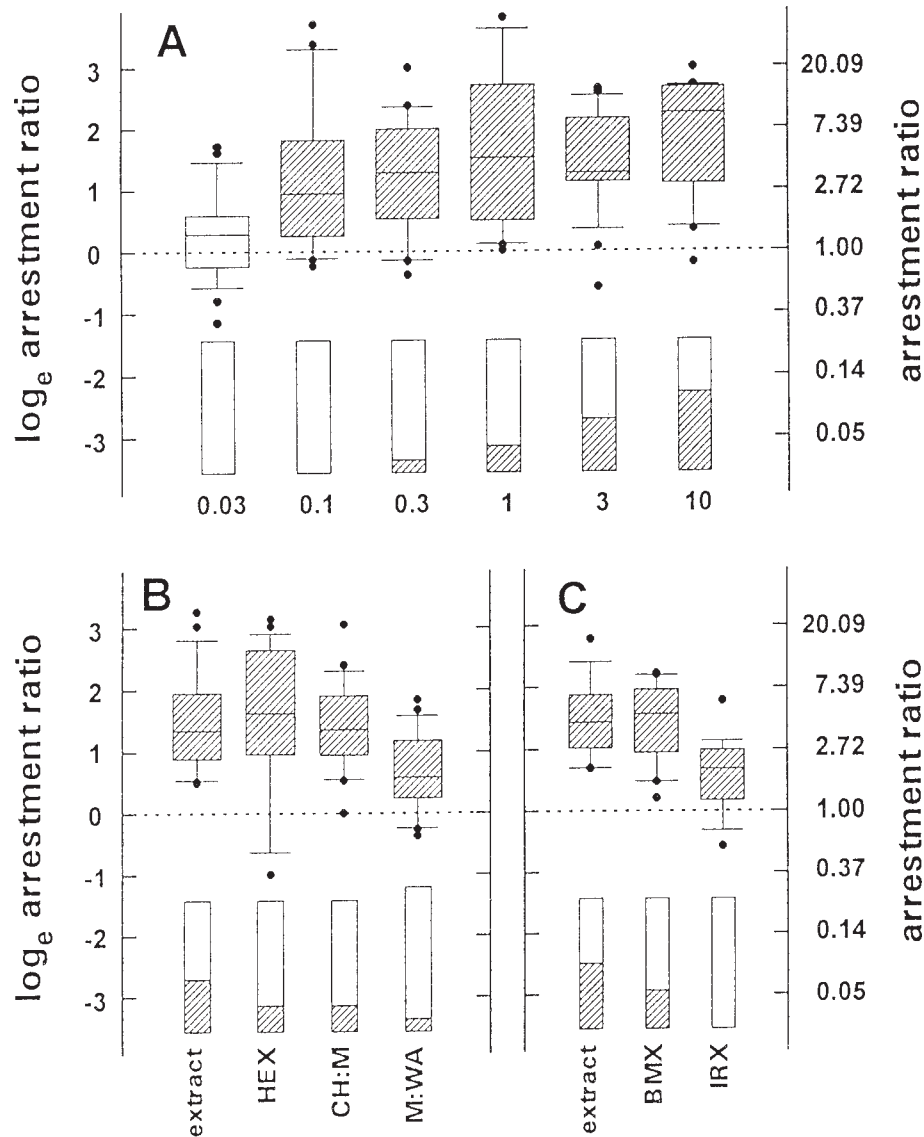 A
log_e arrestment ratio
3
2
1
0
-1
-2
-3
20.09
7.39
2.72
1.00
0.37
0.14
0.05
arrestment ratio
0.03 0.1 0.3 1 3 10
B
log_e arrestment ratio
3
2
1
0
-1
-2
-3
extract
HEX
CH:M
M:WA
C
20.09
7.39
2.72
1.00
0.37
0.14
0.05
arrestment ratio
extract
BMX
IRX